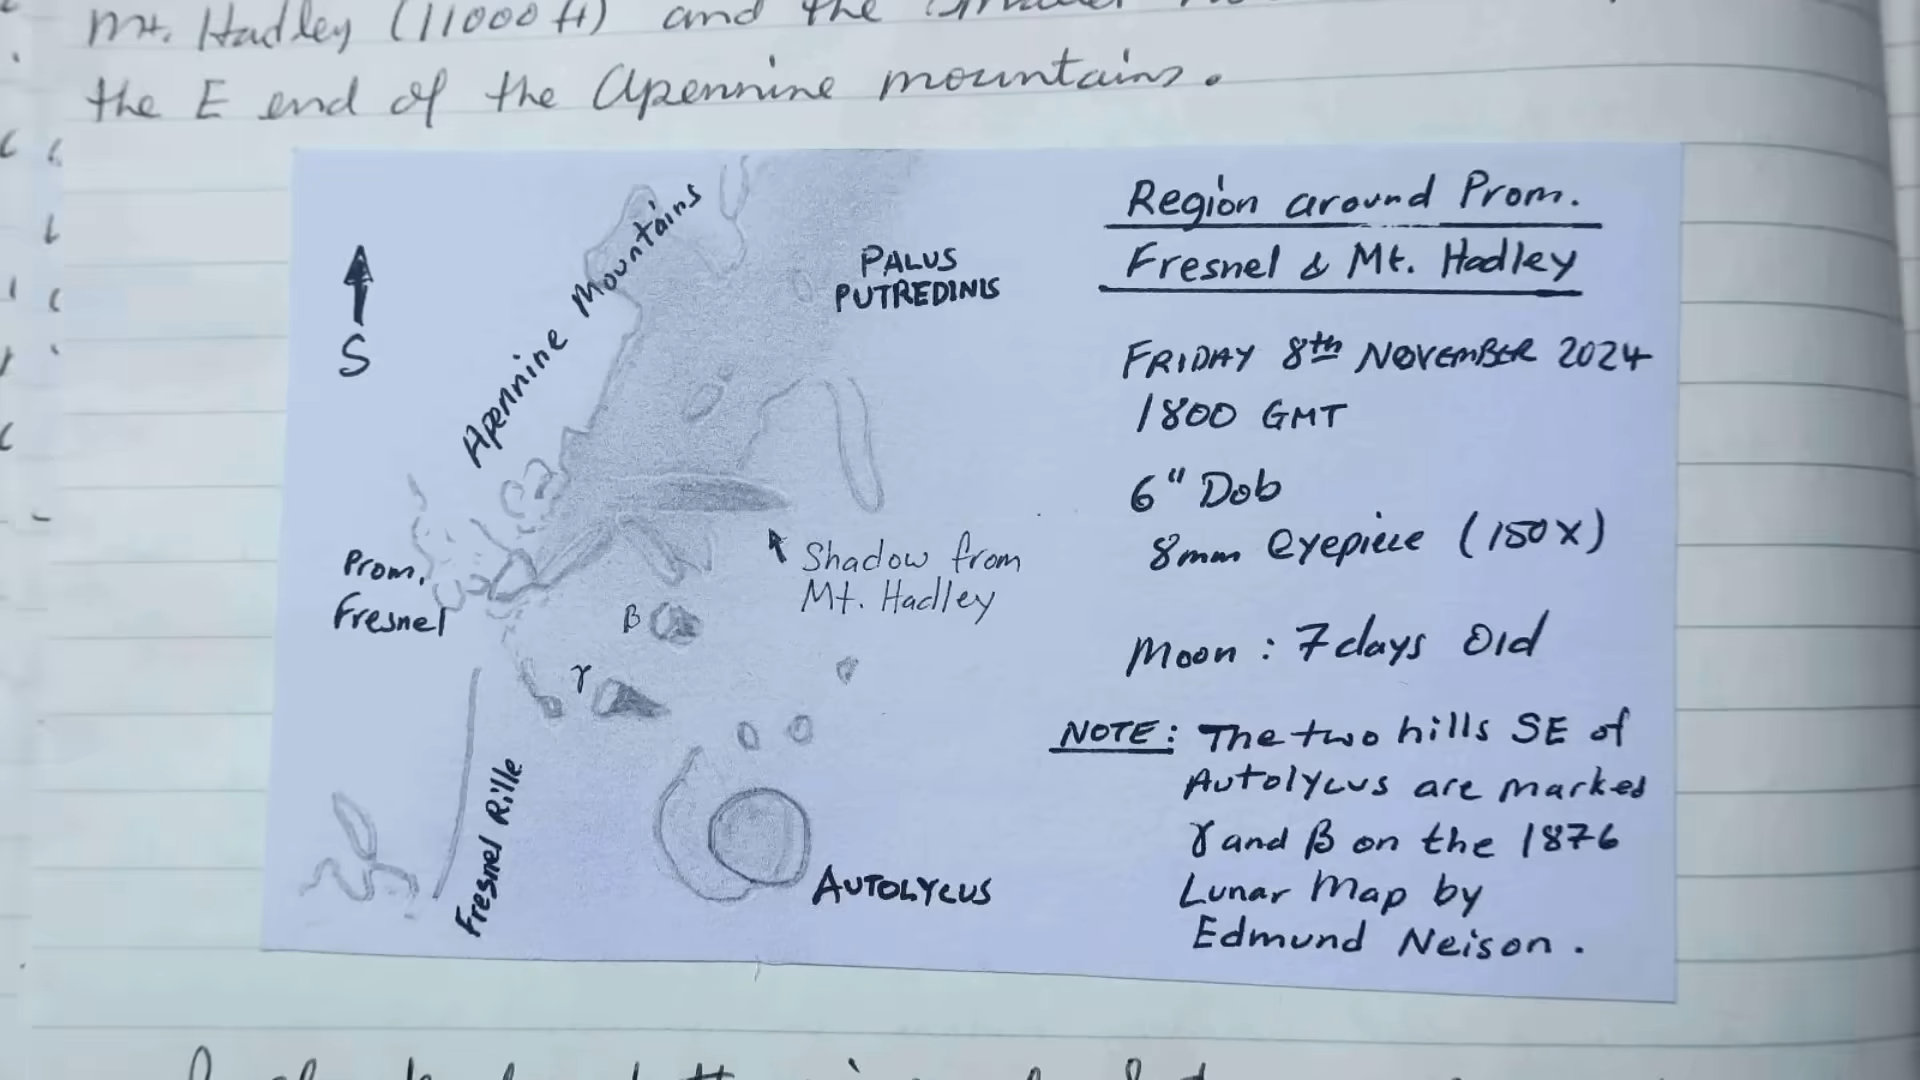 Mt. Hadley (11000 ft) and the smaller
the E end of the Apennine mountains.
Region around Prom.
Fresnel & Mt. Hadley
S
Apennine Mountains
PALUS
PUTREDINIS
FRIDAY 8th NOVEMBER 2024
1800 GMT
6" Dob
8mm eyepiece (150x)
Shadow from
Mt. Hadley
Prom.
Fresnel
β
γ
Moon : 7 days old
Fresnel Rille
AUTOLYCUS
NOTE: The two hills SE of
Autolycus are marked
γ and β on the 1876
Lunar Map by
Edmund Neison.